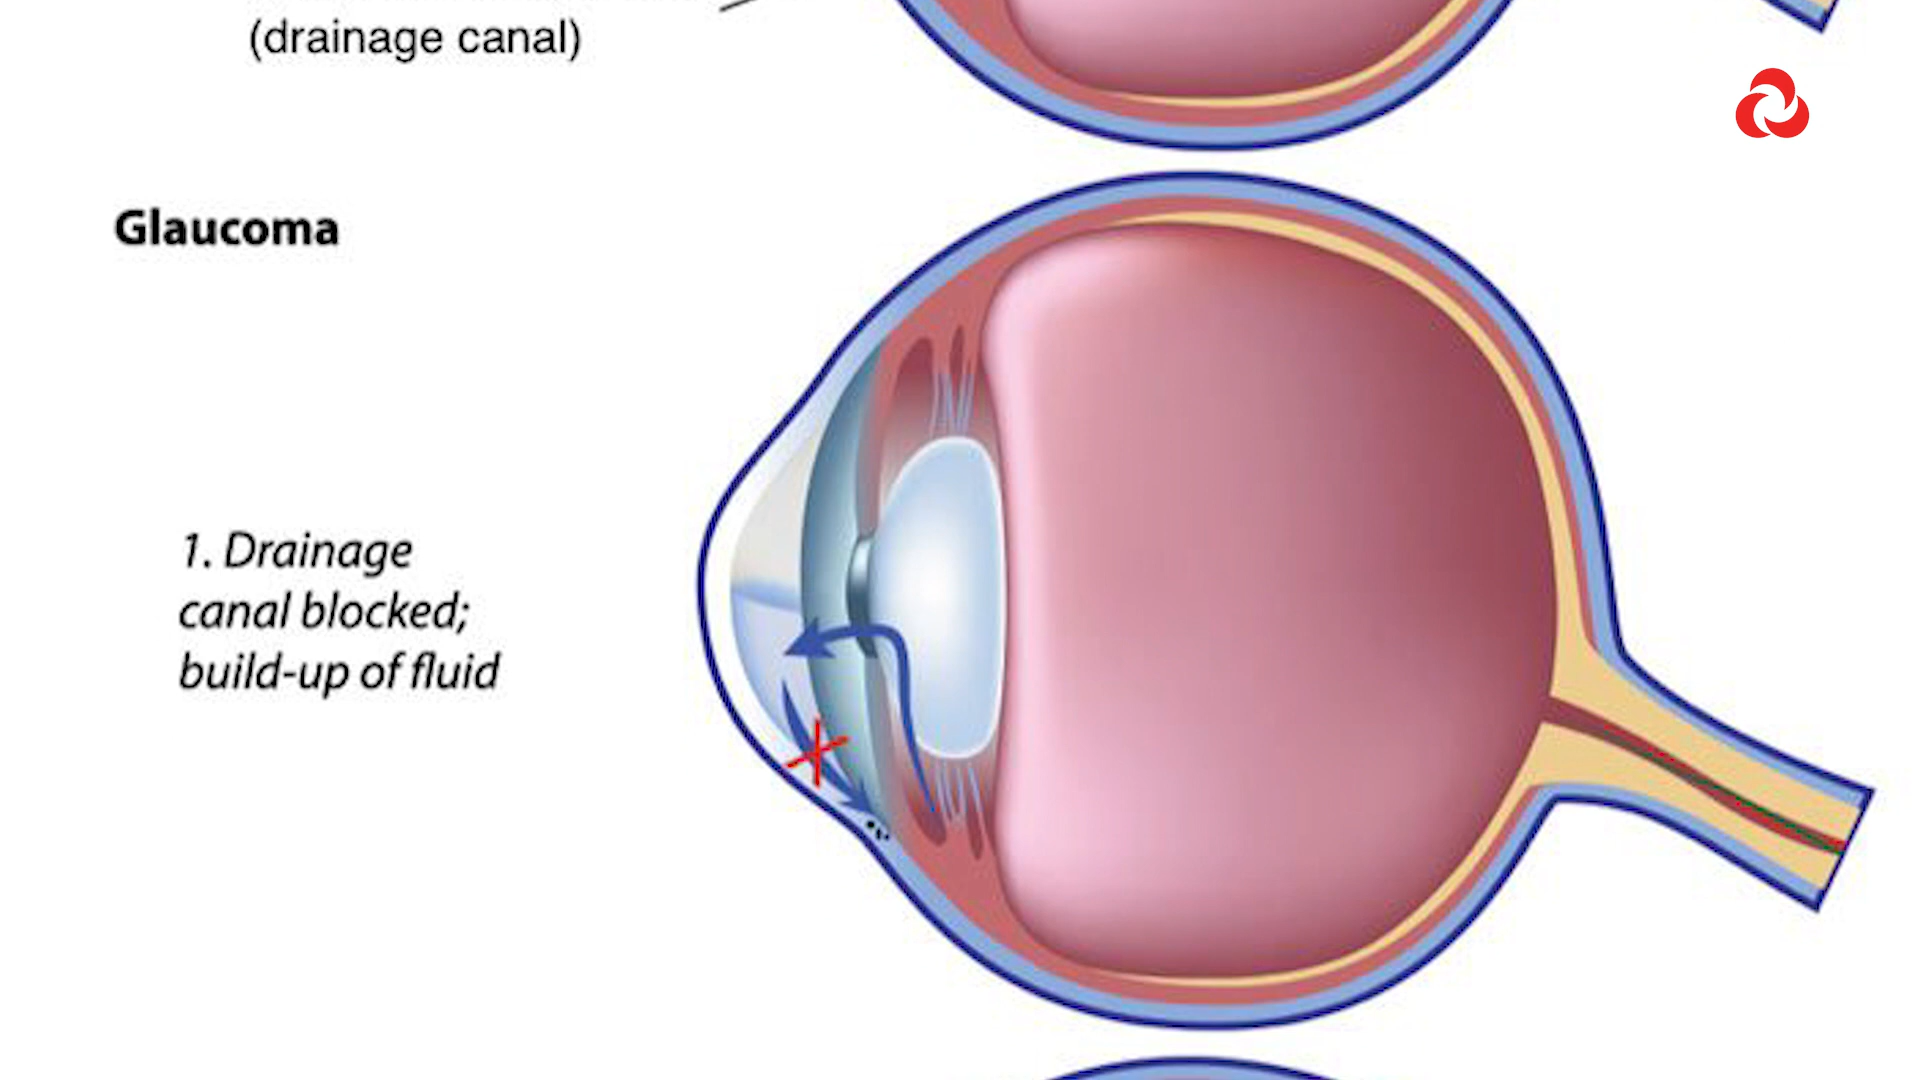 (drainage canal)
Glaucoma
1. Drainage
canal blocked;
build-up of fluid